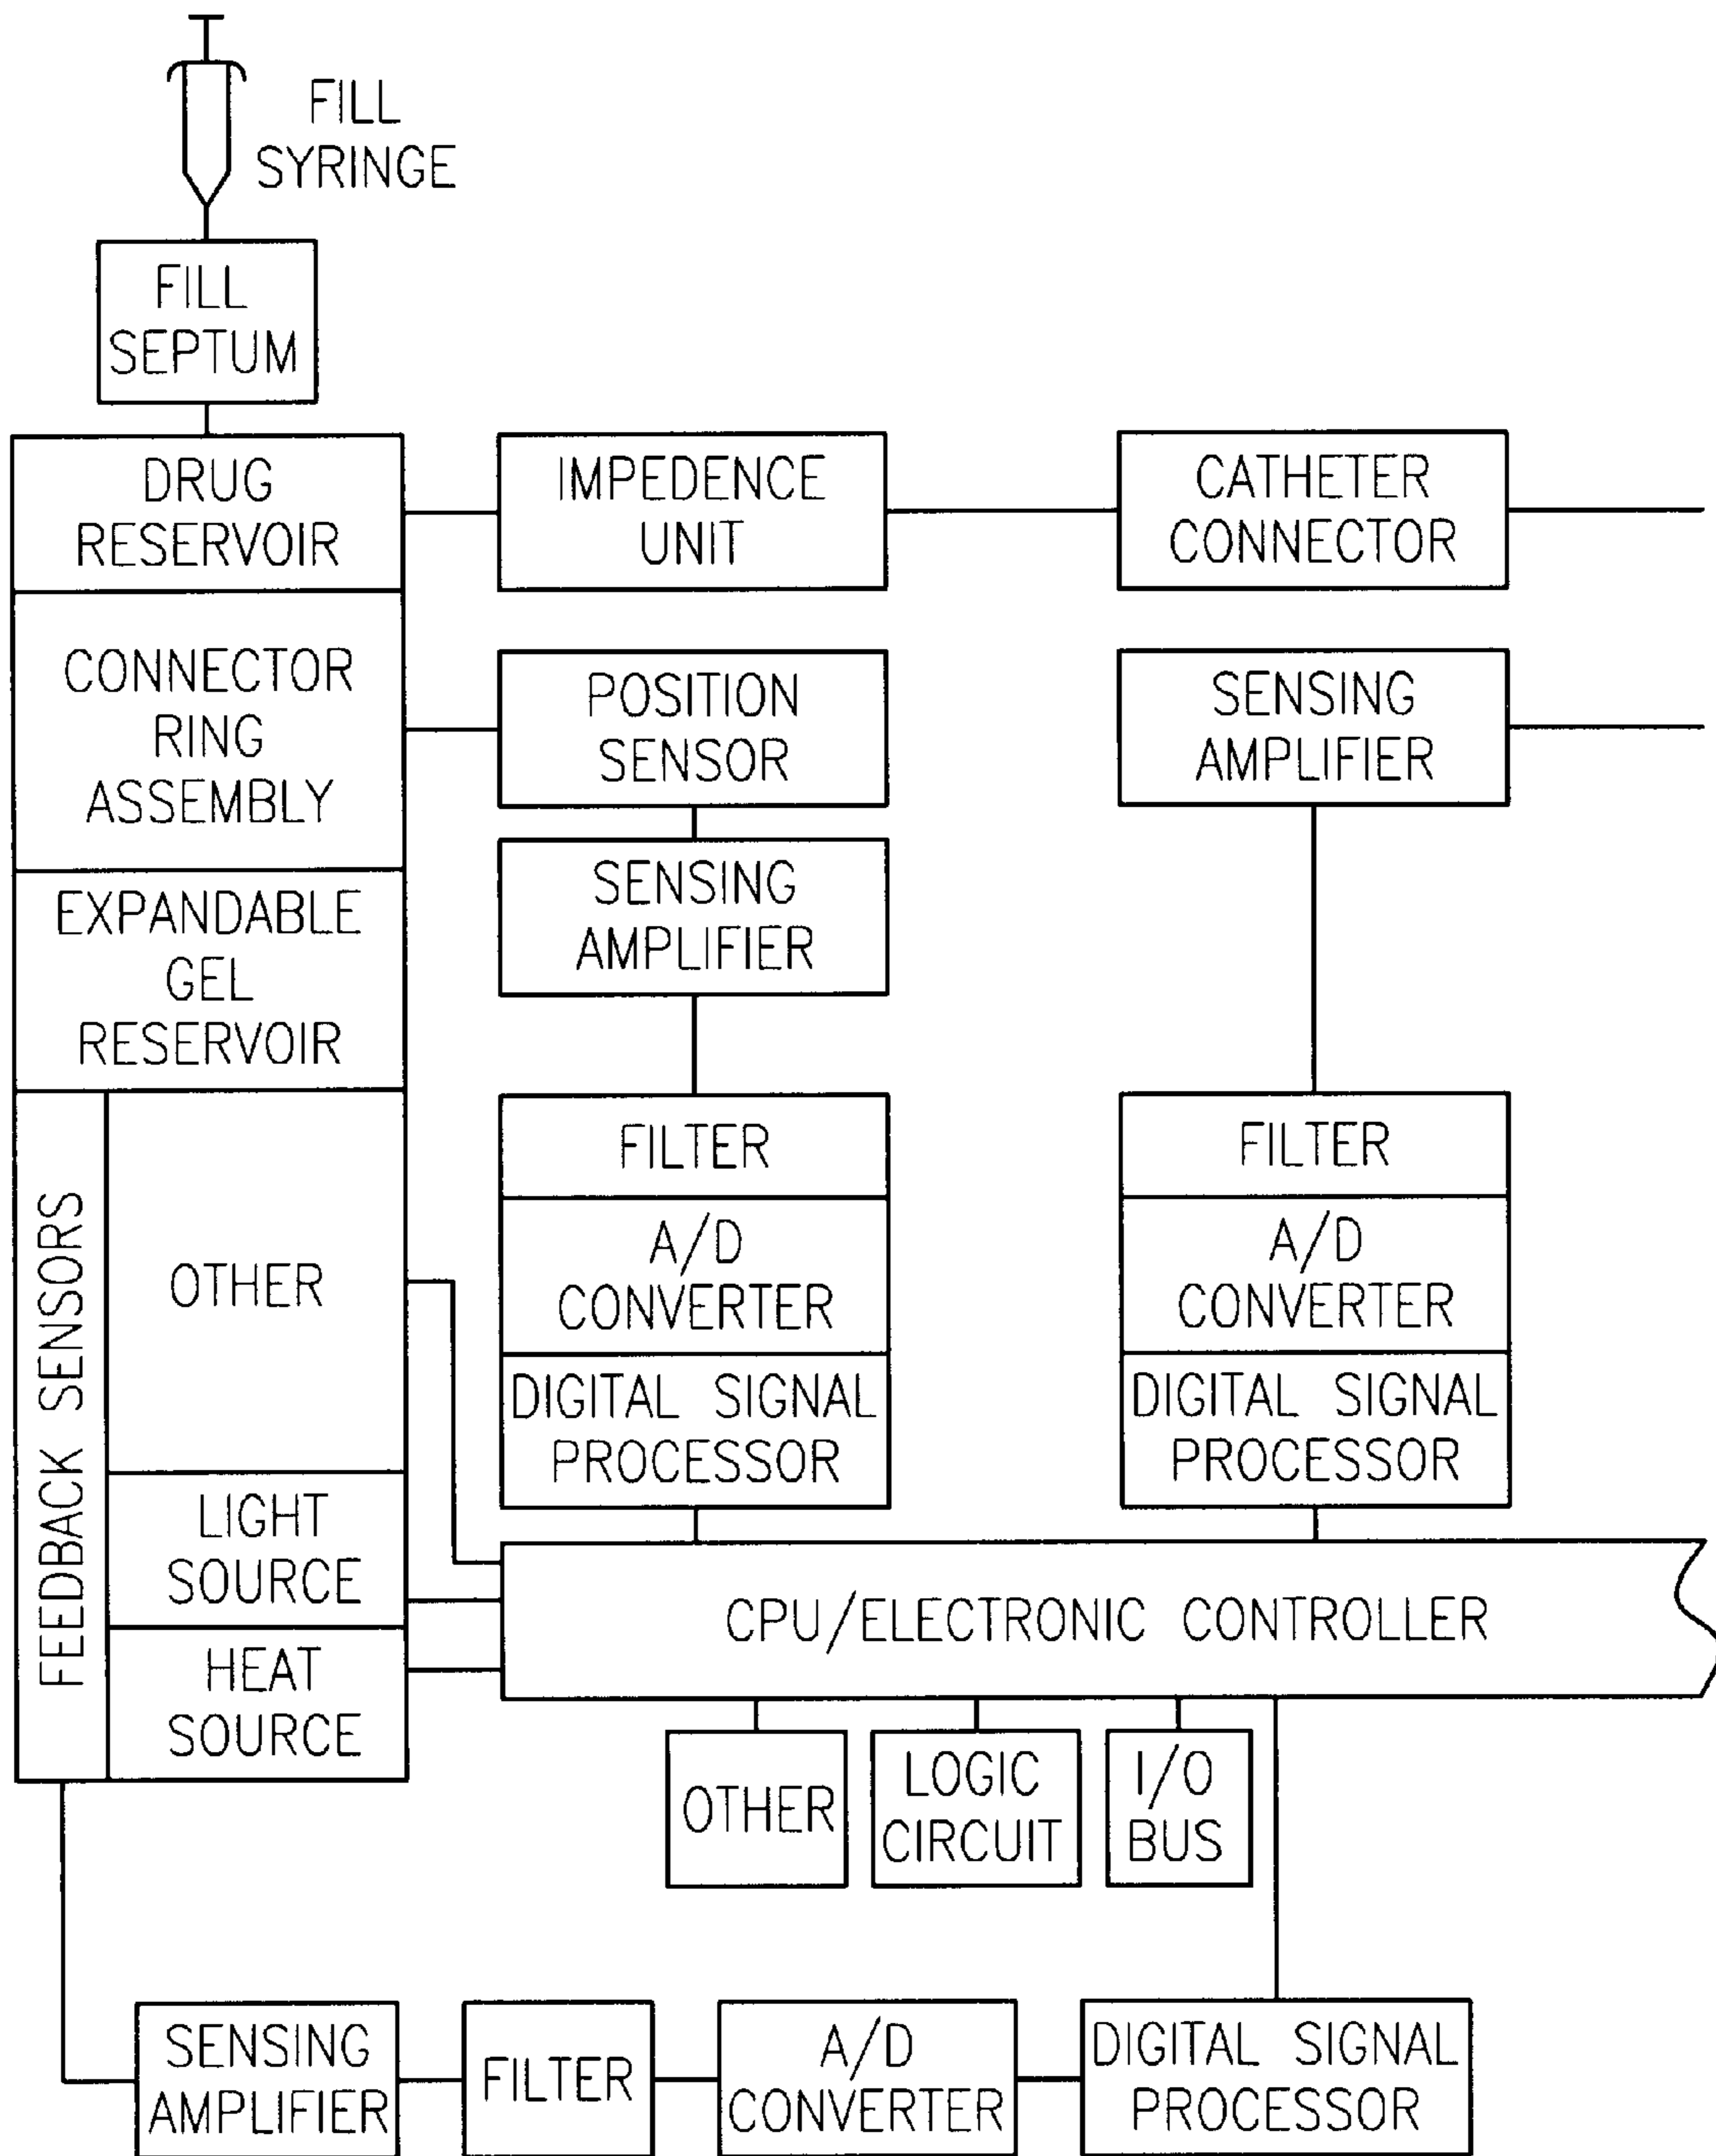 FILL
SYRINGE
FILL
SEPTUM
DRUG
RESERVOIR
IMPEDENCE
UNIT
CATHETER
CONNECTOR
CONNECTOR
RING
ASSEMBLY
POSITION
SENSOR
SENSING
AMPLIFIER
SENSING
AMPLIFIER
EXPANDABLE
GEL
RESERVOIR
FEEDBACK SENSORS
OTHER
LIGHT
SOURCE
HEAT
SOURCE
FILTER
A/D
CONVERTER
DIGITAL SIGNAL
PROCESSOR
FILTER
A/D
CONVERTER
DIGITAL SIGNAL
PROCESSOR
CPU/ELECTRONIC CONTROLLER
OTHER
LOGIC
CIRCUIT
I/O
BUS
SENSING
AMPLIFIER
FILTER
A/D
CONVERTER
DIGITAL SIGNAL
PROCESSOR